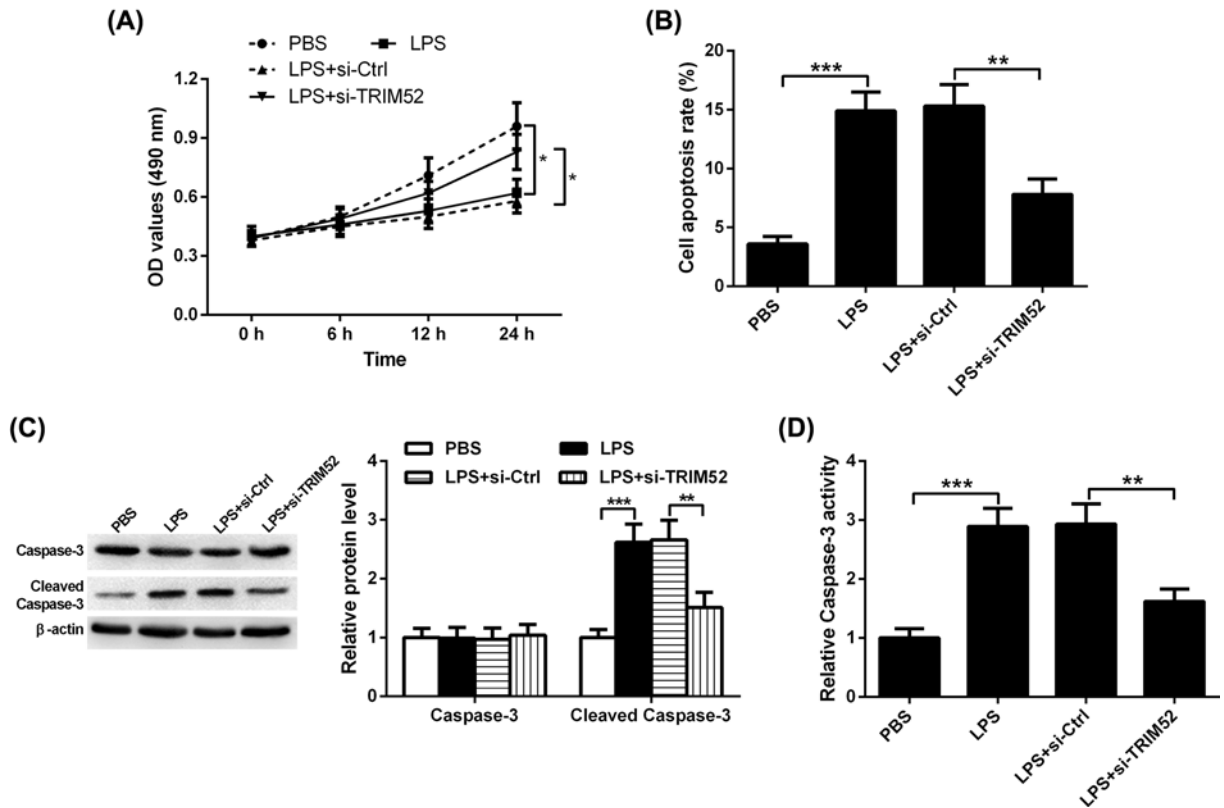 (A)
PBS LPS
LPS+si-Ctrl
LPS+si-TRIM52
1.2
0.9
0.6
0.3
0.0
OD values (490 nm)
*
*
0 h 6 h 12 h 24 h
Time
(B)
20
15
10
5
0
Cell apoptosis rate (%)
***
**
PBS
LPS
LPS+si-Ctrl
LPS+si-TRIM52
(C)
PBS
LPS
LPS+si-Ctrl
LPS+si-TRIM52
Caspase-3
Cleaved
Caspase-3
β-actin
PBS LPS
LPS+si-Ctrl LPS+si-TRIM52
4
3
2
1
0
Relative protein level
***
**
Caspase-3 Cleaved Caspase-3
(D)
4
3
2
1
0
Relative Caspase-3 activity
***
**
PBS
LPS
LPS+si-Ctrl
LPS+si-TRIM52